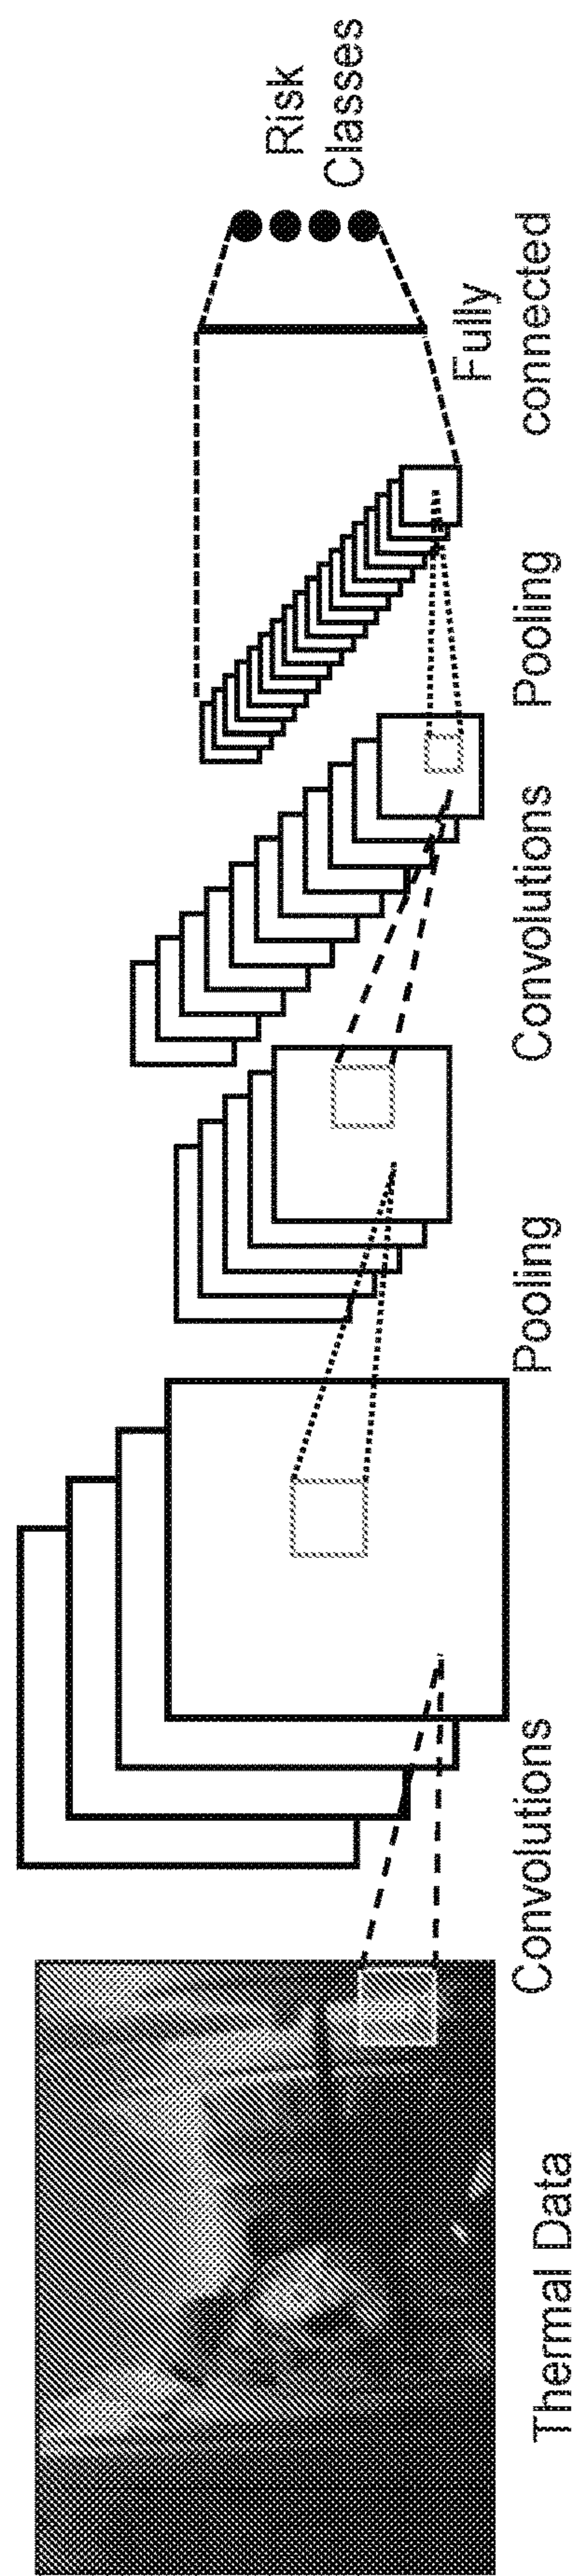 Thermal Data
Convolutions
Pooling
Convolutions
Pooling
Fully
connected
Risk
Classes